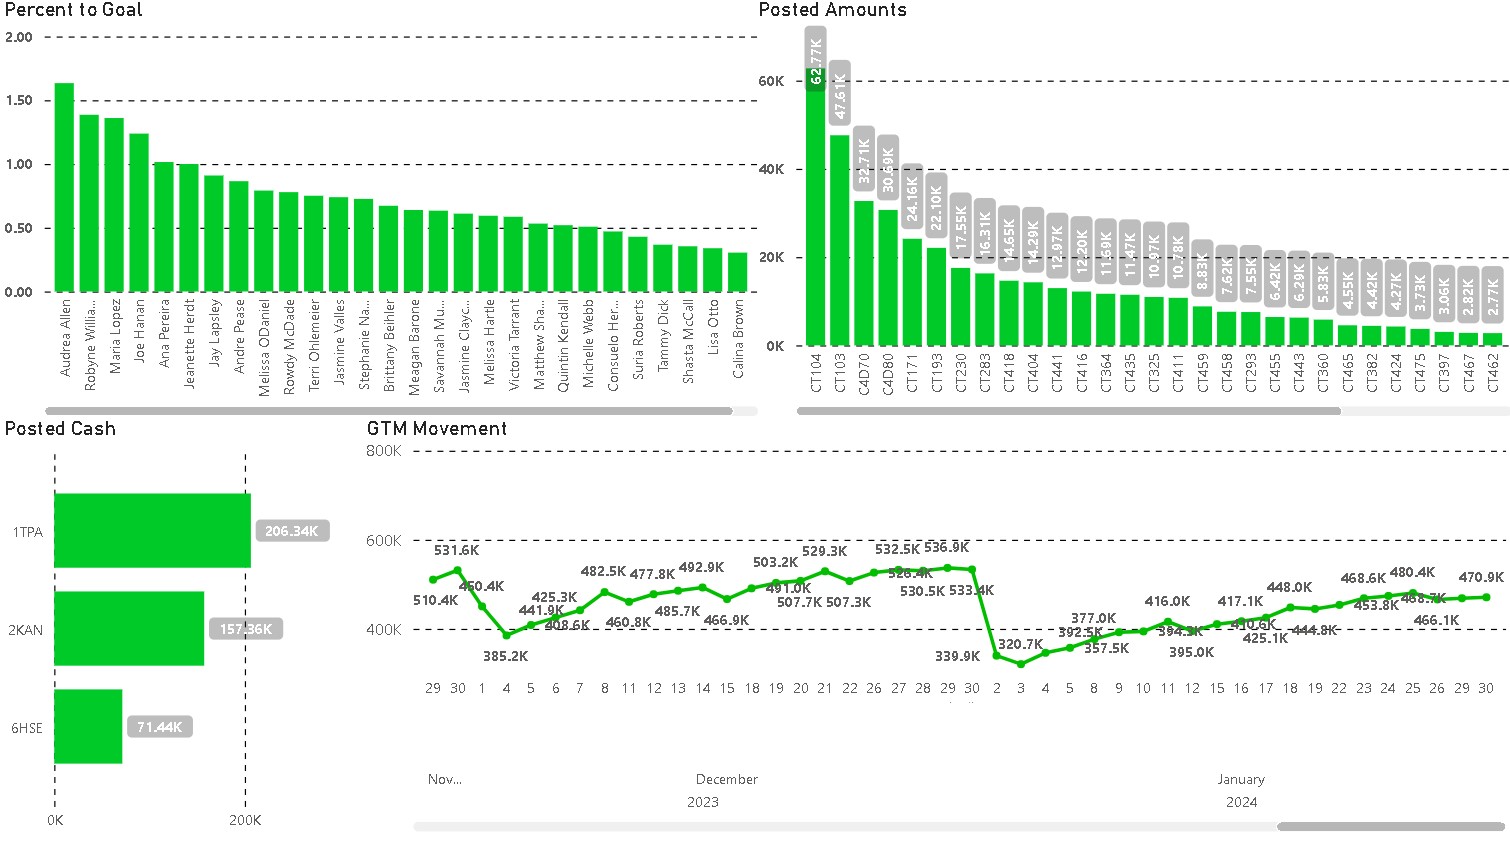 Percent to Goal
2.00
1.50
1.00
0.50
0.00
Audrea Allen
Robyne Willia...
Maria Lopez
Joe Hanan
Ana Pereira
Jeanette Herdt
Jay Lapsley
Andre Pease
Melissa ODaniel
Rowdy McDade
Terri Ohlemeier
Jasmine Valles
Stephanie Na...
Brittany Beihler
Meagan Barone
Savannah Mu...
Jasmine Clayc...
Melissa Hartle
Victoria Tarrant
Matthew Sha...
Quintin Kendall
Michelle Webb
Consuelo Her...
Suria Roberts
Tammy Dick
Shasta McCall
Lisa Otto
Calina Brown
Posted Amounts
60K
40K
20K
0K
62.77K
47.61K
32.71K
30.69K
24.16K
22.10K
17.55K
16.31K
14.65K
14.29K
12.97K
12.20K
11.69K
11.47K
10.97K
10.78K
8.83K
7.62K
7.55K
6.42K
6.29K
5.83K
4.55K
4.42K
4.27K
3.73K
3.06K
2.82K
2.77K
CT104
CT103
C4D70
C4D80
CT171
CT193
CT230
CT283
CT418
CT404
CT441
CT416
CT364
CT435
CT325
CT411
CT459
CT458
CT293
CT455
CT443
CT360
CT465
CT382
CT424
CT475
CT397
CT467
CT462
Posted Cash
1TPA
206.34K
2KAN
157.36K
6HSE
71.44K
0K
200K
GTM Movement
800K
600K
400K
510.4K
531.6K
450.4K
385.2K
408.6K
425.3K
441.9K
482.5K
460.8K
477.8K
485.7K
492.9K
466.9K
491.0K
503.2K
507.7K
529.3K
507.3K
526.4K
532.5K
530.5K
536.9K
533.4K
339.9K
320.7K
357.5K
377.0K
392.5K
394.3K
416.0K
395.0K
410.6K
417.1K
425.1K
448.0K
444.8K
453.8K
468.6K
480.4K
468.7K
466.1K
470.9K
29 30 1 4 5 6 7 8 11 12 13 14 15 18 19 20 21 22 26 27 28 29 30 2 3 4 5 8 9 10 11 12 15 16 17 18 19 22 23 24 25 26 29 30
Nov... December January
2023 2024